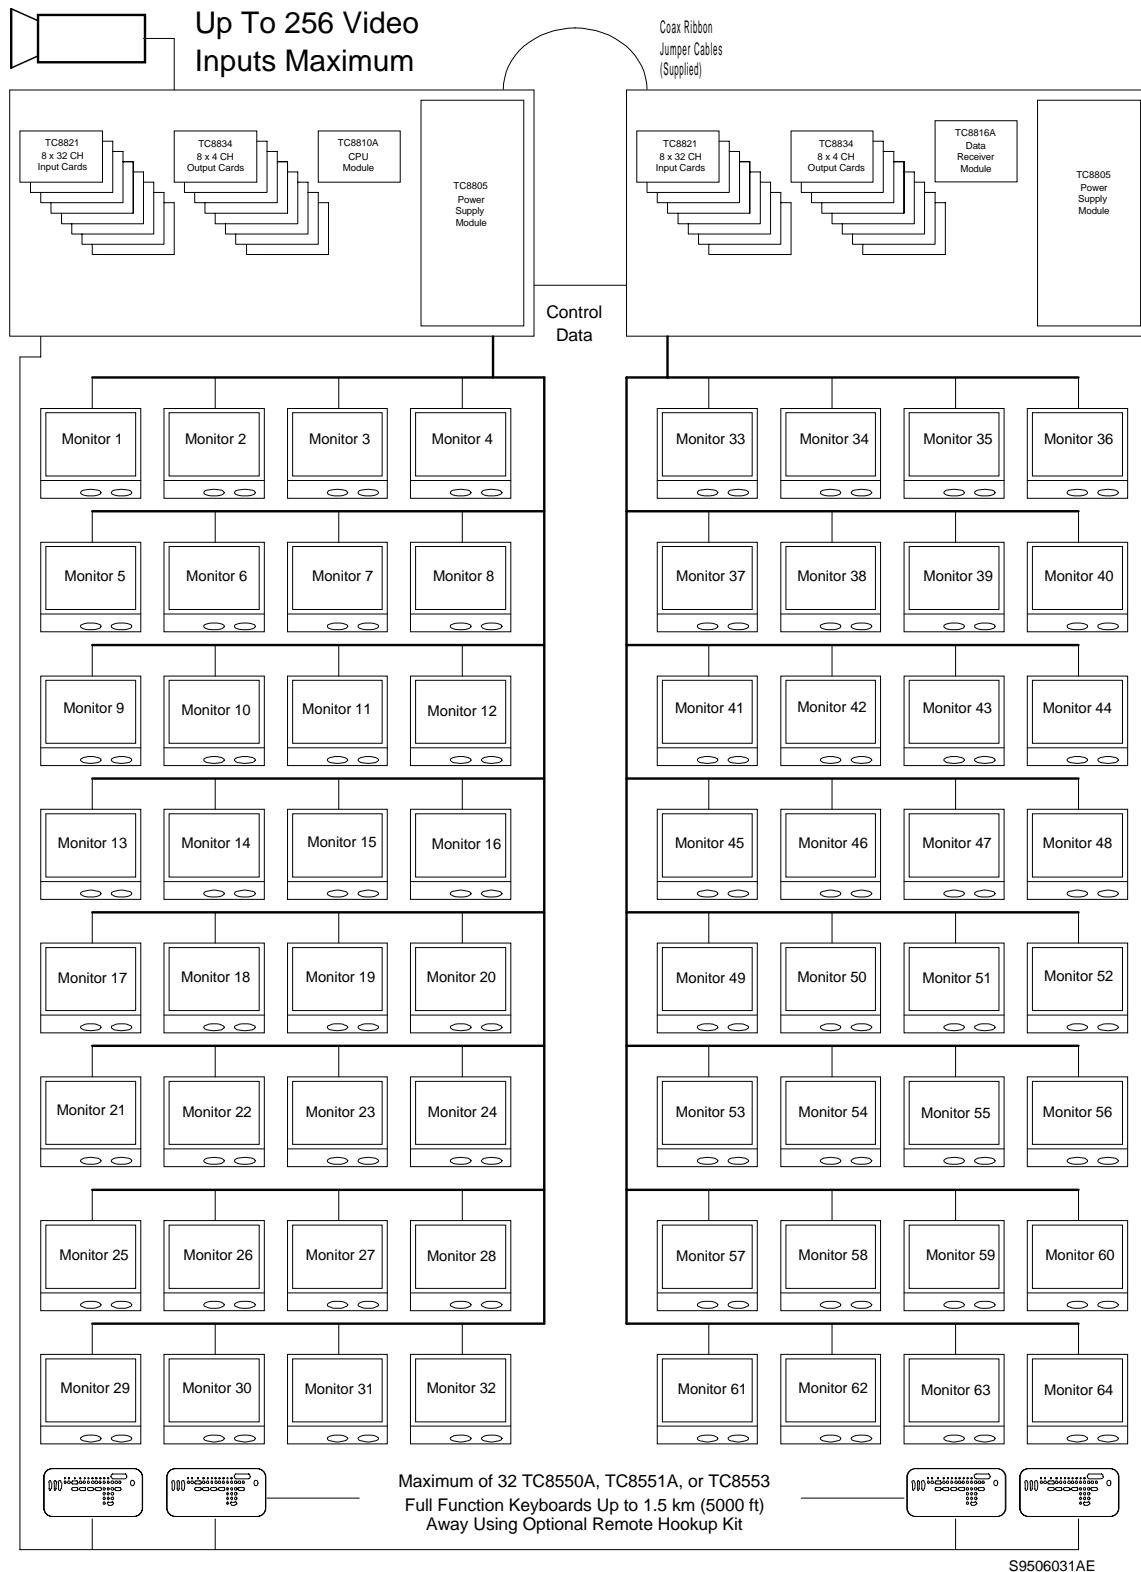 Up To 256 Video
Inputs Maximum
Coax Ribbon
Jumper Cables
(Supplied)
TC8821
8 x 32 CH
Input Cards
TC8834
8 x 4 CH
Output Cards
TC8810A
CPU
Module
TC8805
Power
Supply
Module
TC8821
8 x 32 CH
Input Cards
TC8834
8 x 4 CH
Output Cards
TC8816A
Data
Receiver
Module
TC8805
Power
Supply
Module
Control
Data
Monitor 1
Monitor 2
Monitor 3
Monitor 4
Monitor 33
Monitor 34
Monitor 35
Monitor 36
Monitor 5
Monitor 6
Monitor 7
Monitor 8
Monitor 37
Monitor 38
Monitor 39
Monitor 40
Monitor 9
Monitor 10
Monitor 11
Monitor 12
Monitor 41
Monitor 42
Monitor 43
Monitor 44
Monitor 13
Monitor 14
Monitor 15
Monitor 16
Monitor 45
Monitor 46
Monitor 47
Monitor 48
Monitor 17
Monitor 18
Monitor 19
Monitor 20
Monitor 49
Monitor 50
Monitor 51
Monitor 52
Monitor 21
Monitor 22
Monitor 23
Monitor 24
Monitor 53
Monitor 54
Monitor 55
Monitor 56
Monitor 25
Monitor 26
Monitor 27
Monitor 28
Monitor 57
Monitor 58
Monitor 59
Monitor 60
Monitor 29
Monitor 30
Monitor 31
Monitor 32
Monitor 61
Monitor 62
Monitor 63
Monitor 64
Maximum of 32 TC8550A, TC8551A, or TC8553
Full Function Keyboards Up to 1.5 km (5000 ft)
Away Using Optional Remote Hookup Kit
S9506031AE